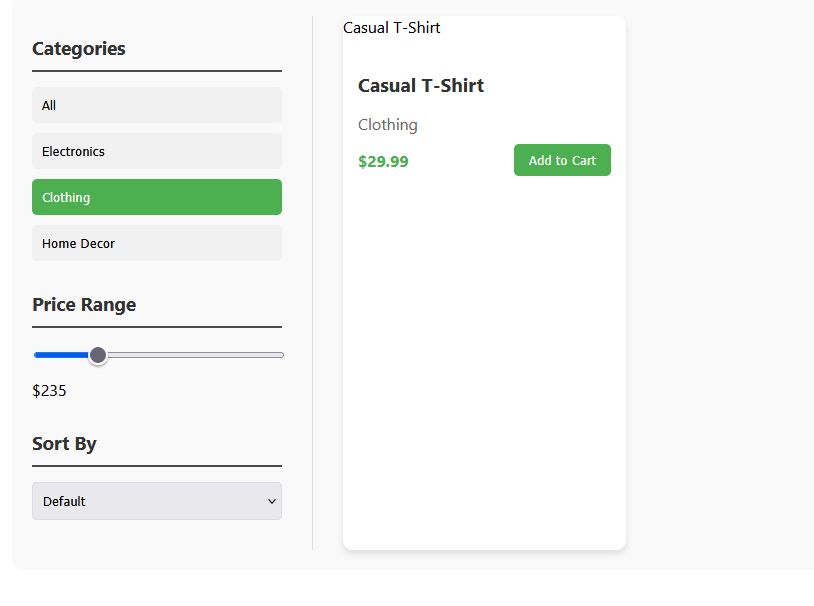 Categories
All
Electronics
Clothing
Home Decor
Price Range
$235
Sort By
Default
Casual T-Shirt
Casual T-Shirt
Clothing
$29.99
Add to Cart